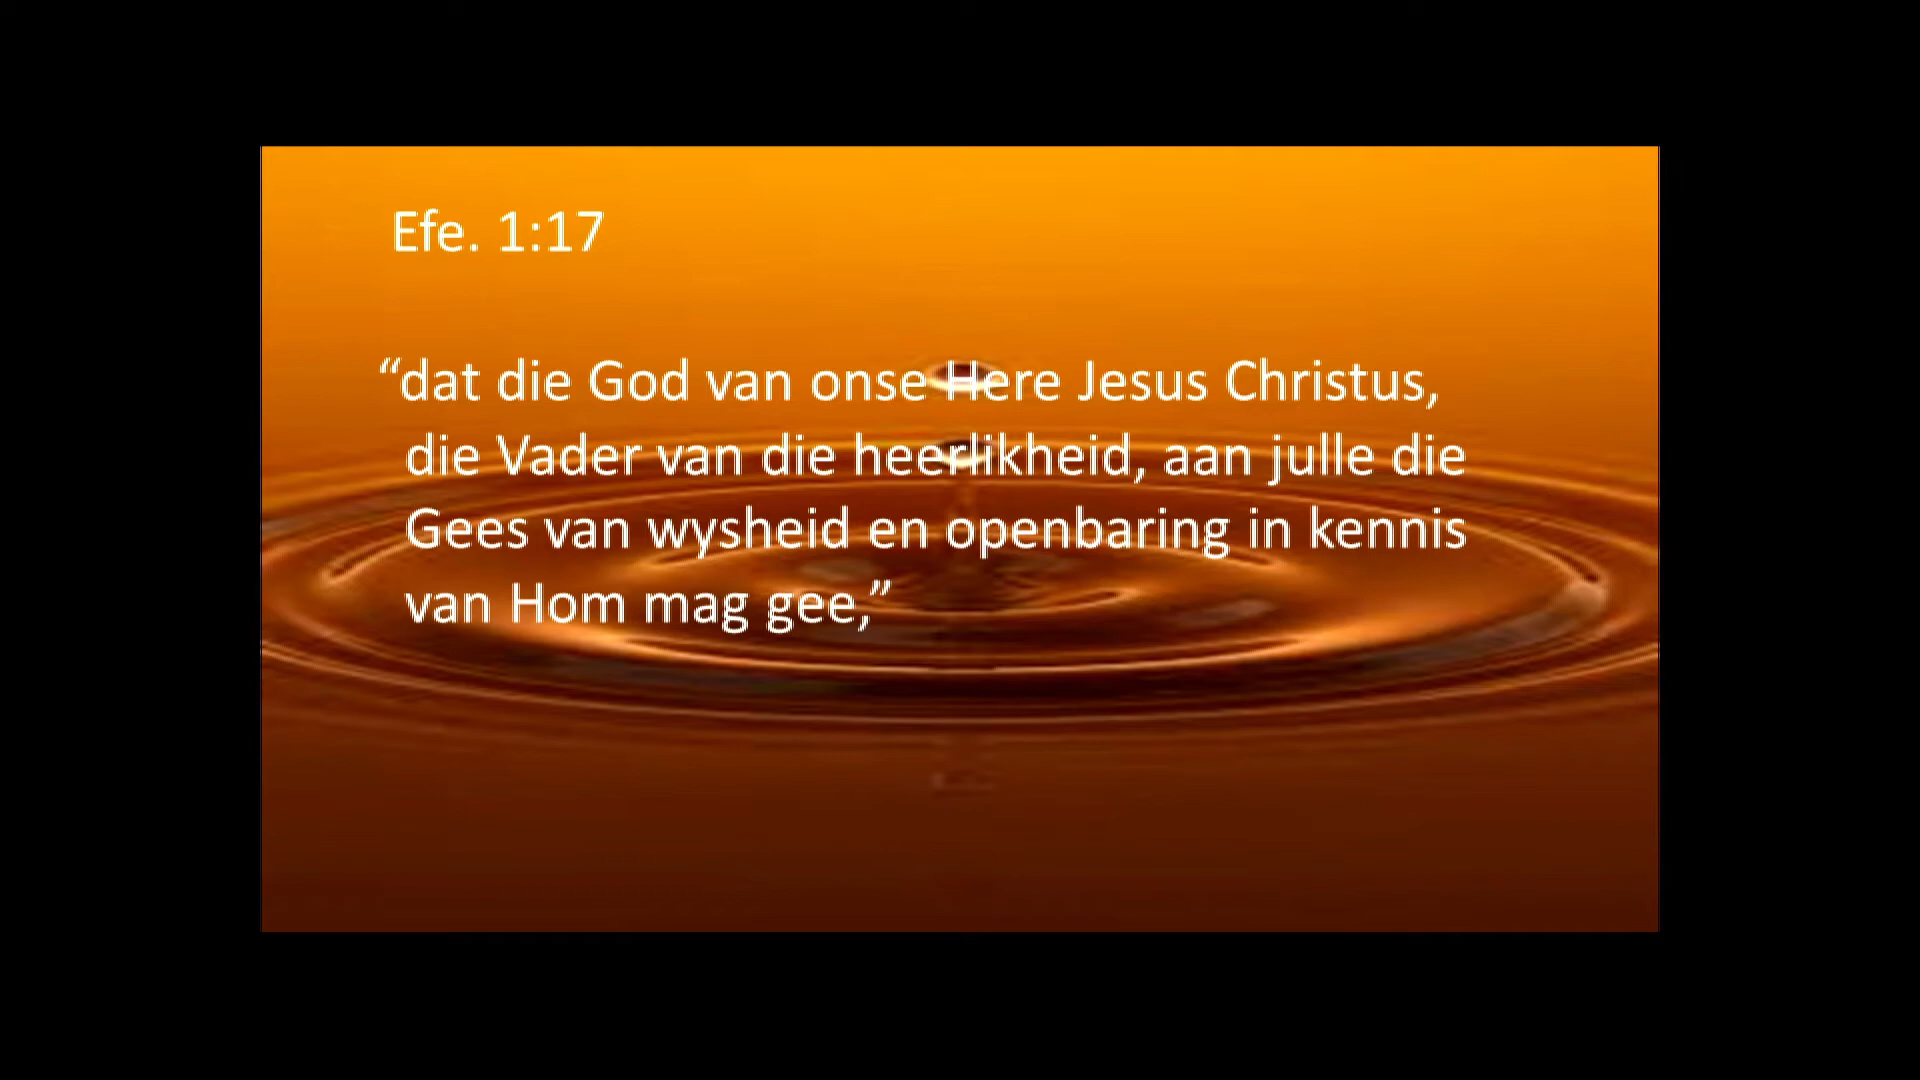 Efe. 1:17
“dat die God van onse Here Jesus Christus,
die Vader van die heerlikheid, aan julle die
Gees van wysheid en openbaring in kennis
van Hom mag gee,”